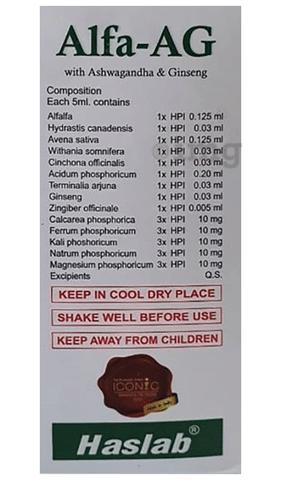 Alfa-AG
with Ashwagandha & Ginseng
Composition
Each 5ml. contains
Alfalfa 1x HPI 0.125 ml
Hydrastis canadensis 1x HPI 0.03 ml
Avena sativa 1x HPI 0.125 ml
Withania somnifera 1x HPI 0.03 ml
Cinchona officinalis 1x HPI 0.03 ml
Acidum phosphoricum 1x HPI 0.20 ml
Terminalia arjuna 1x HPI 0.03 ml
Ginseng 1x HPI 0.03 ml
Zingiber officinale 1x HPI 0.005 ml
Calcarea phosphorica 3x HPI 10 mg
Ferrum phosphoricum 3x HPI 10 mg
Kali phoshoricum 3x HPI 10 mg
Natrum phosphoricum 3x HPI 10 mg
Magnesium phosphoricum 3x HPI 10 mg
Excipients Q.S.
KEEP IN COOL DRY PLACE
SHAKE WELL BEFORE USE
KEEP AWAY FROM CHILDREN
ICONIC
Made in India
Haslab®